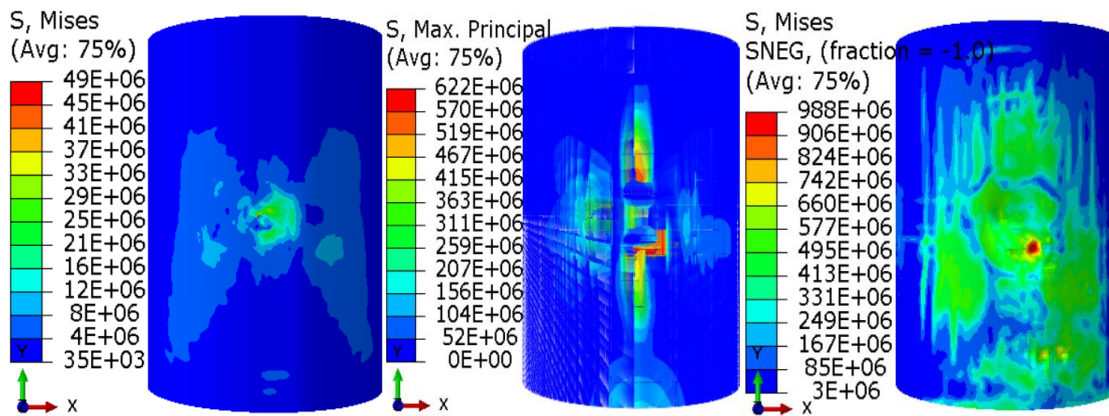 S, Mises
(Avg: 75%)
49E+06
45E+06
41E+06
37E+06
33E+06
29E+06
25E+06
21E+06
16E+06
12E+06
8E+06
4E+06
35E+03
Y
X
S, Max. Principal
(Avg: 75%)
622E+06
570E+06
519E+06
467E+06
415E+06
363E+06
311E+06
259E+06
207E+06
156E+06
104E+06
52E+06
0E+00
Y
X
S, Mises
SNEG, (fraction = -1.0)
(Avg: 75%)
988E+06
906E+06
824E+06
742E+06
660E+06
577E+06
495E+06
413E+06
331E+06
249E+06
167E+06
85E+06
3E+06
Y
X